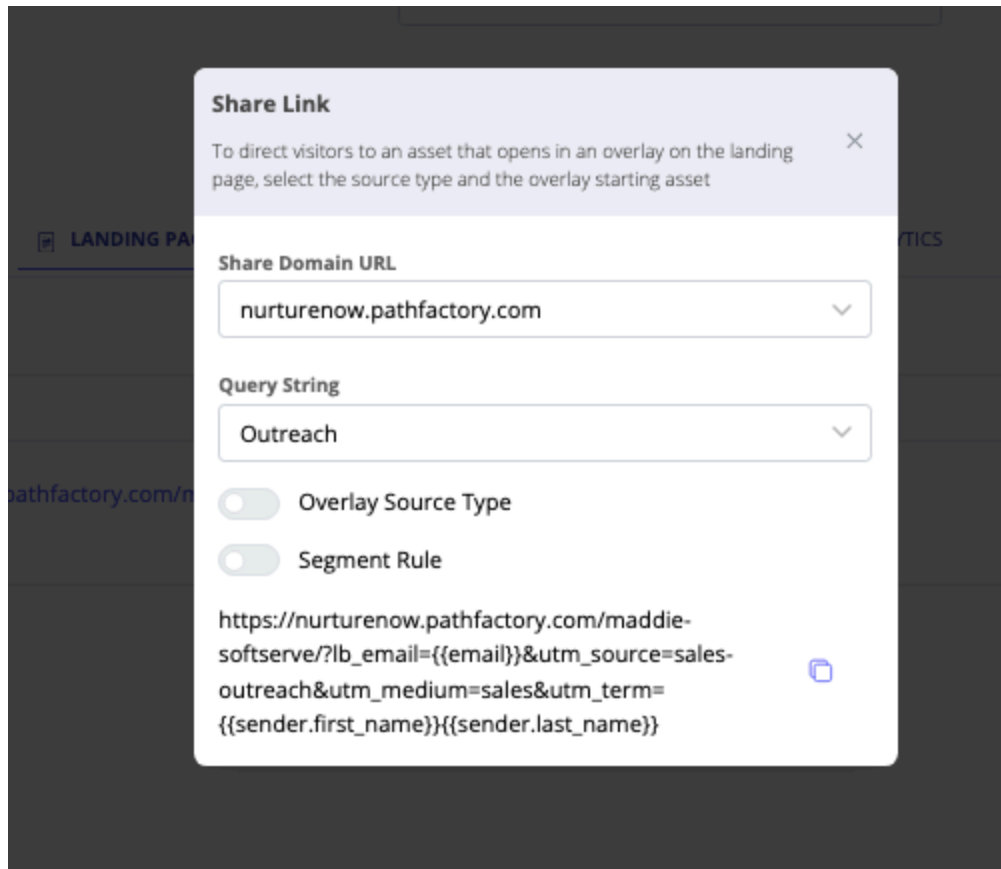 Share Link
To direct visitors to an asset that opens in an overlay on the landing
page, select the source type and the overlay starting asset
LANDING PA
YTICS
Share Domain URL
nurturenow.pathfactory.com
Query String
Outreach
pathfactory.com/m
Overlay Source Type
Segment Rule
https://nurturenow.pathfactory.com/maddie-
softserve/?lb_email={{email}}&utm_source=sales-
outreach&utm_medium=sales&utm_term=
{{sender.first_name}}{{sender.last_name}}